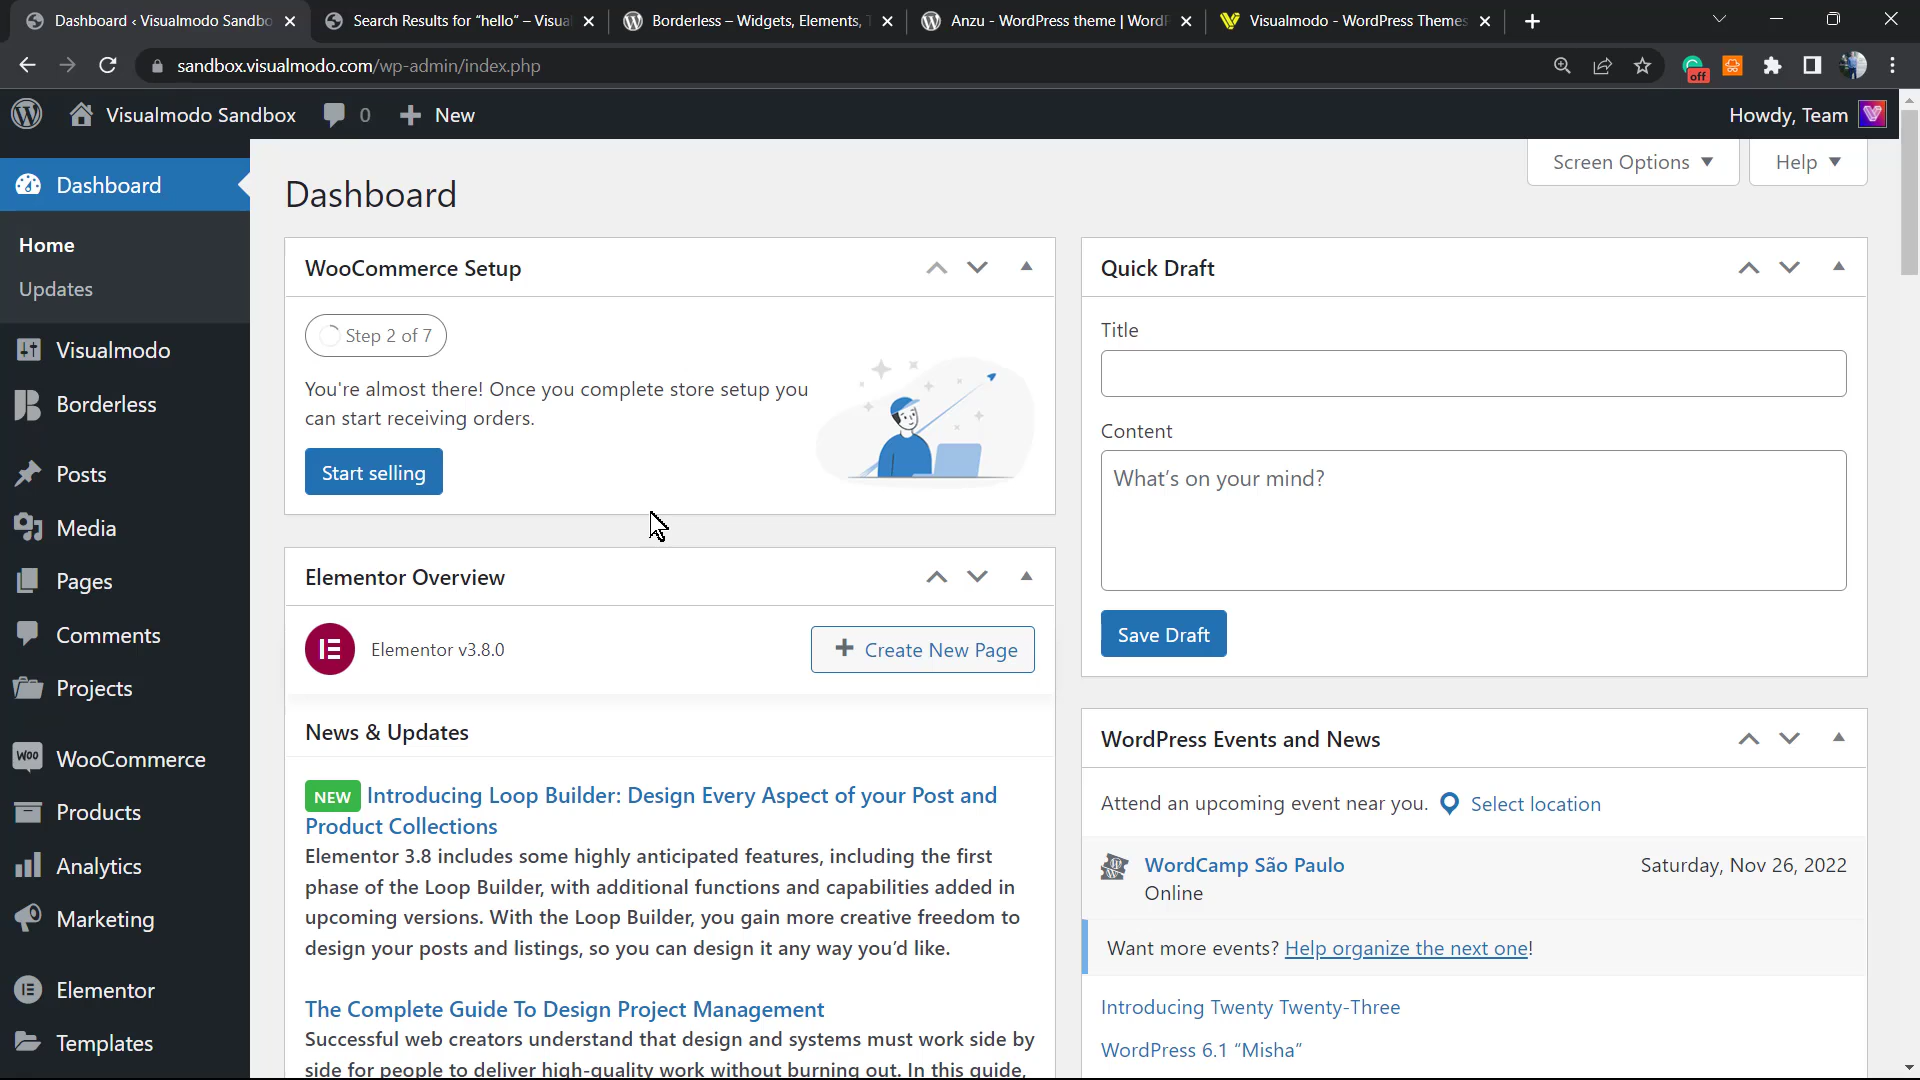 Dashboard ‹ Visualmodo Sandbo
Search Results for “hello” – Visua
Borderless – Widgets, Elements,
Anzu - WordPress theme | Word
Visualmodo - WordPress Themes
sandbox.visualmodo.com/wp-admin/index.php
off
Visualmodo Sandbox
0
New
Howdy, Team
Dashboard
Home
Updates
Visualmodo
Borderless
Posts
Media
Pages
Comments
Projects
WooCommerce
Products
Analytics
Marketing
Elementor
Templates
Screen Options
Help
Dashboard
WooCommerce Setup
Step 2 of 7
You're almost there! Once you complete store setup you
can start receiving orders.
Start selling
Elementor Overview
Elementor v3.8.0
Create New Page
News & Updates
NEW Introducing Loop Builder: Design Every Aspect of your Post and
Product Collections
Elementor 3.8 includes some highly anticipated features, including the first
phase of the Loop Builder, with additional functions and capabilities added in
upcoming versions. With the Loop Builder, you gain more creative freedom to
design your posts and listings, so you can design it any way you’d like.
The Complete Guide To Design Project Management
Successful web creators understand that design and systems must work side by
side for people to deliver high-quality work without burning out. In this guide,
Quick Draft
Title
Content
What’s on your mind?
Save Draft
WordPress Events and News
Attend an upcoming event near you.
Select location
WordCamp São Paulo
Saturday, Nov 26, 2022
Online
Want more events? Help organize the next one!
Introducing Twenty Twenty-Three
WordPress 6.1 “Misha”